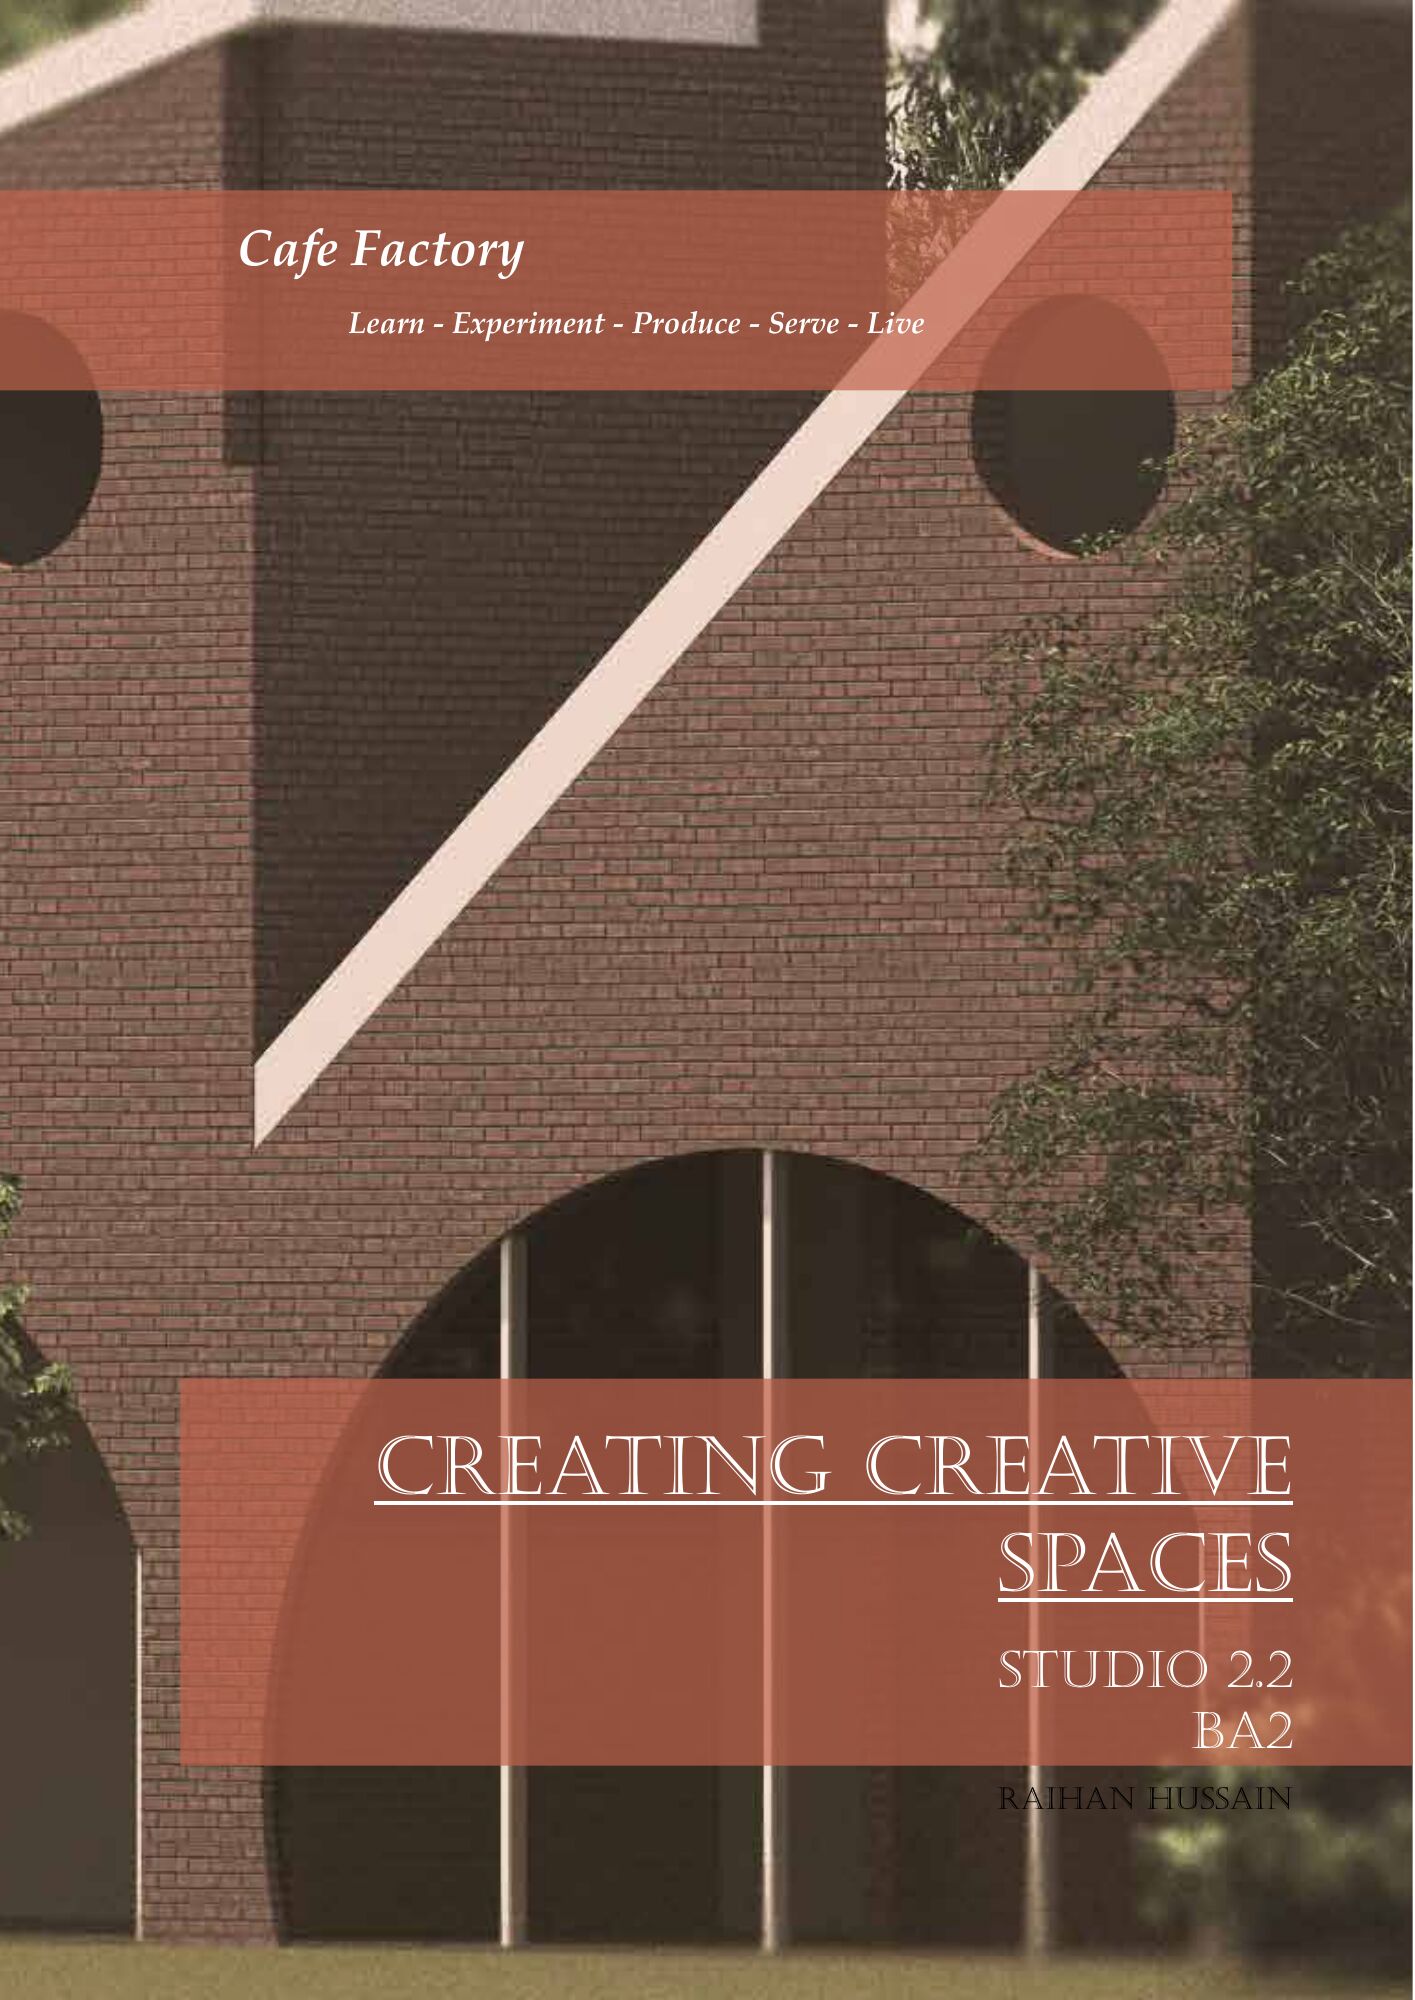 Cafe Factory
Learn - Experiment - Produce - Serve - Live
CREATING CREATIVE
SPACES
STUDIO 2.2
BA2
RAIHAN HUSSAIN